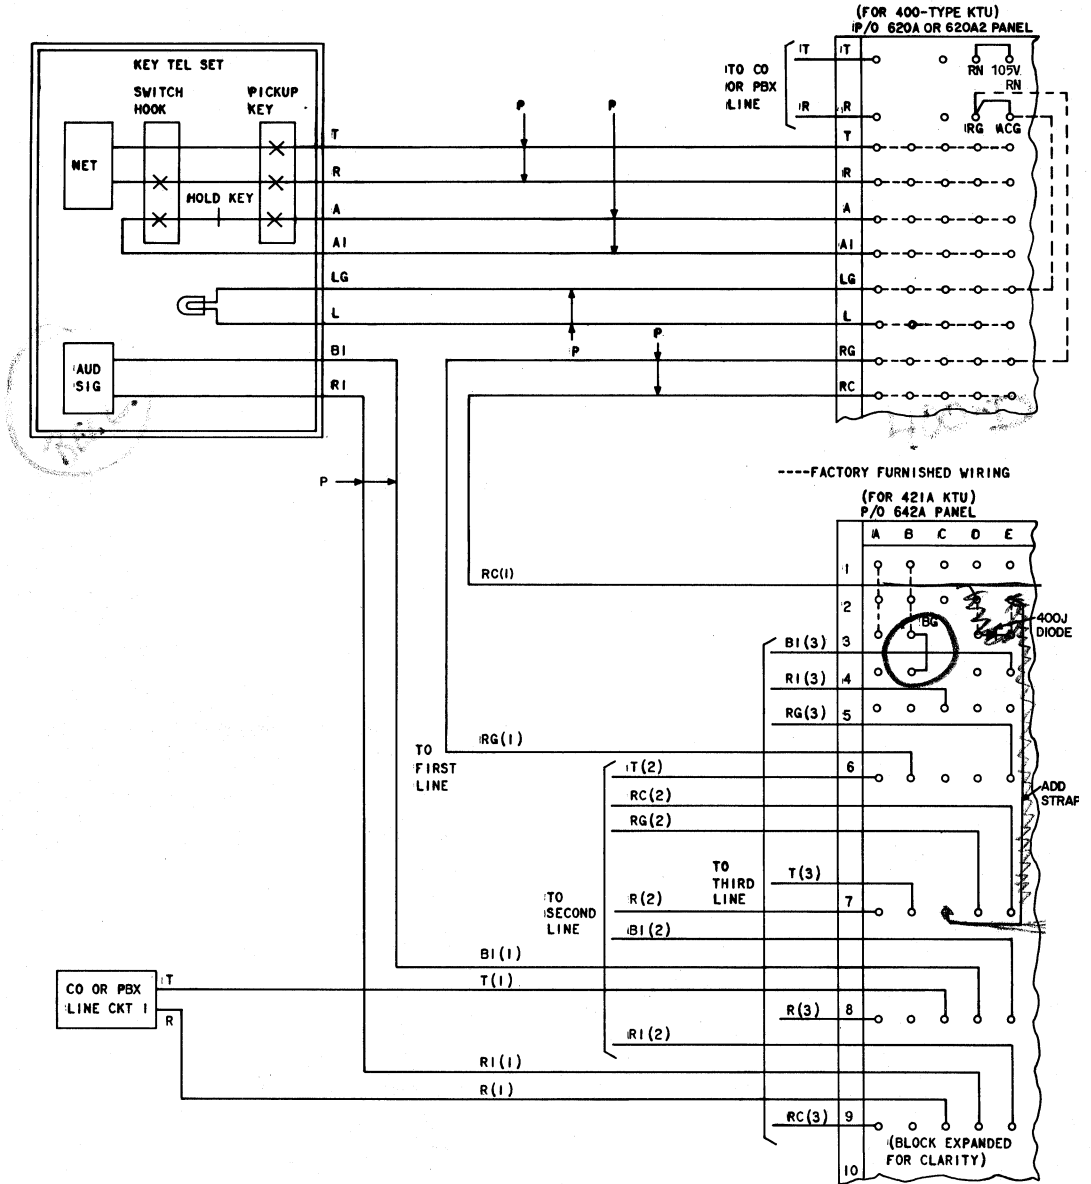 (FOR 400-TYPE KTU)
P/O 620A OR 620A2 PANEL
KEY TEL SET
SWITCH HOOK
PICKUP KEY
NET
HOLD KEY
T
R
A
A1
LG
L
B1
R1
AUD SIG
P
P
P
P
P
TO CO OR PBX LINE
T
R
T
R
T
R
A
A1
LG
L
RG
RC
RN 105V RN
RG ACG
----FACTORY FURNISHED WIRING
(FOR 421A KTU)
P/O 642A PANEL
A B C D E
1
2
3
4
5
6
7
8
9
10
BG
400J DIODE
ADD STRAP
RC(1)
B1(3)
R1(3)
RG(3)
RG(1)
TO FIRST LINE
T(2)
RC(2)
RG(2)
T(3)
TO THIRD LINE
R(2)
TO SECOND LINE
B1(2)
B1(1)
T(1)
R(3)
R1(2)
R1(1)
R(1)
RC(3)
CO OR PBX LINE CKT 1
T
R
(BLOCK EXPANDED FOR CLARITY)